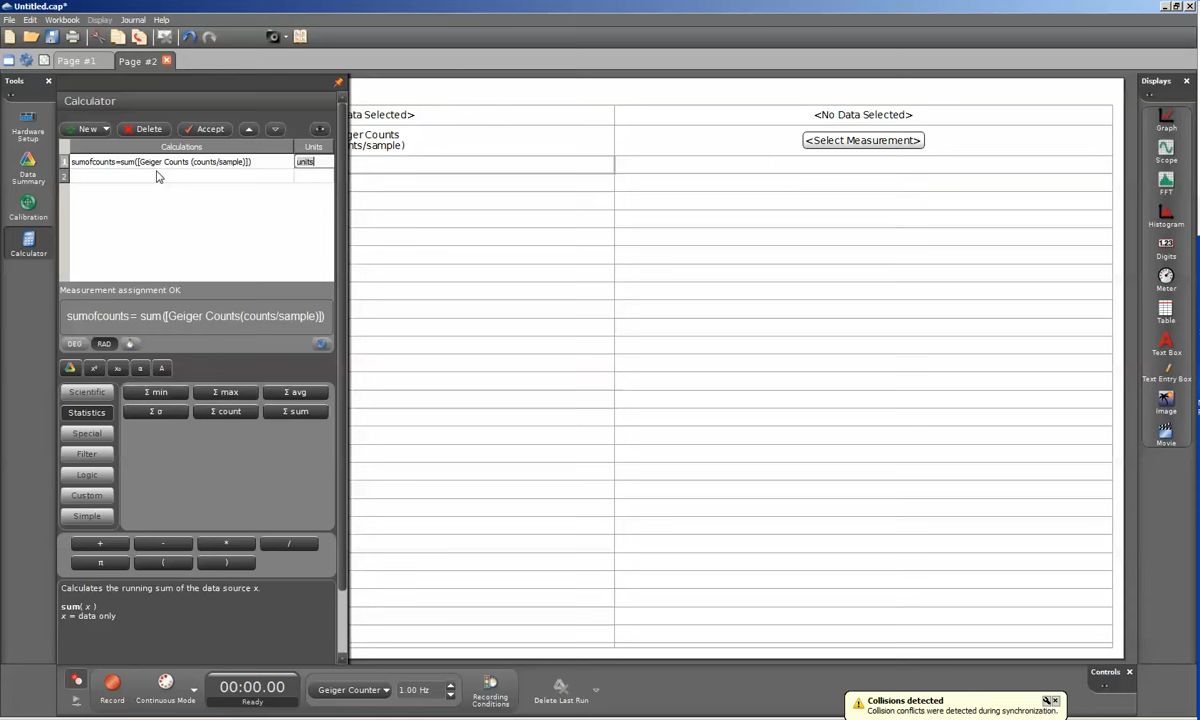 Untitled.cap*
File Edit Workbook Display Journal Help
Page #1 Page #2
Tools
Hardware
Setup
Data
Summary
Calibration
Calculator
Calculator
New Delete Accept
Calculations Units
1 sumofcounts=sum([Geiger Counts (counts/sample)]) units
2
Measurement assignment OK
sumofcounts= sum([Geiger Counts(counts/sample)])
DEG RAD
x² xₐ α A
Scientific
Statistics
Special
Filter
Logic
Custom
Simple
Σ min Σ max Σ avg
Σ σ Σ count Σ sum
+ - * /
π ( )
Calculates the running sum of the data source x.
sum( x )
x = data only
ata Selected> <No Data Selected>
ger Counts
nts/sample)
<Select Measurement>
Displays
Graph
Scope
FFT
Histogram
Digits
Meter
Table
Text Box
Text Entry Box
Image
Movie
Record
Continuous Mode
00:00.00
Ready
Geiger Counter 1.00 Hz
Recording
Conditions
Delete Last Run
Controls
Collisions detected
Collision conflicts were detected during synchronization.